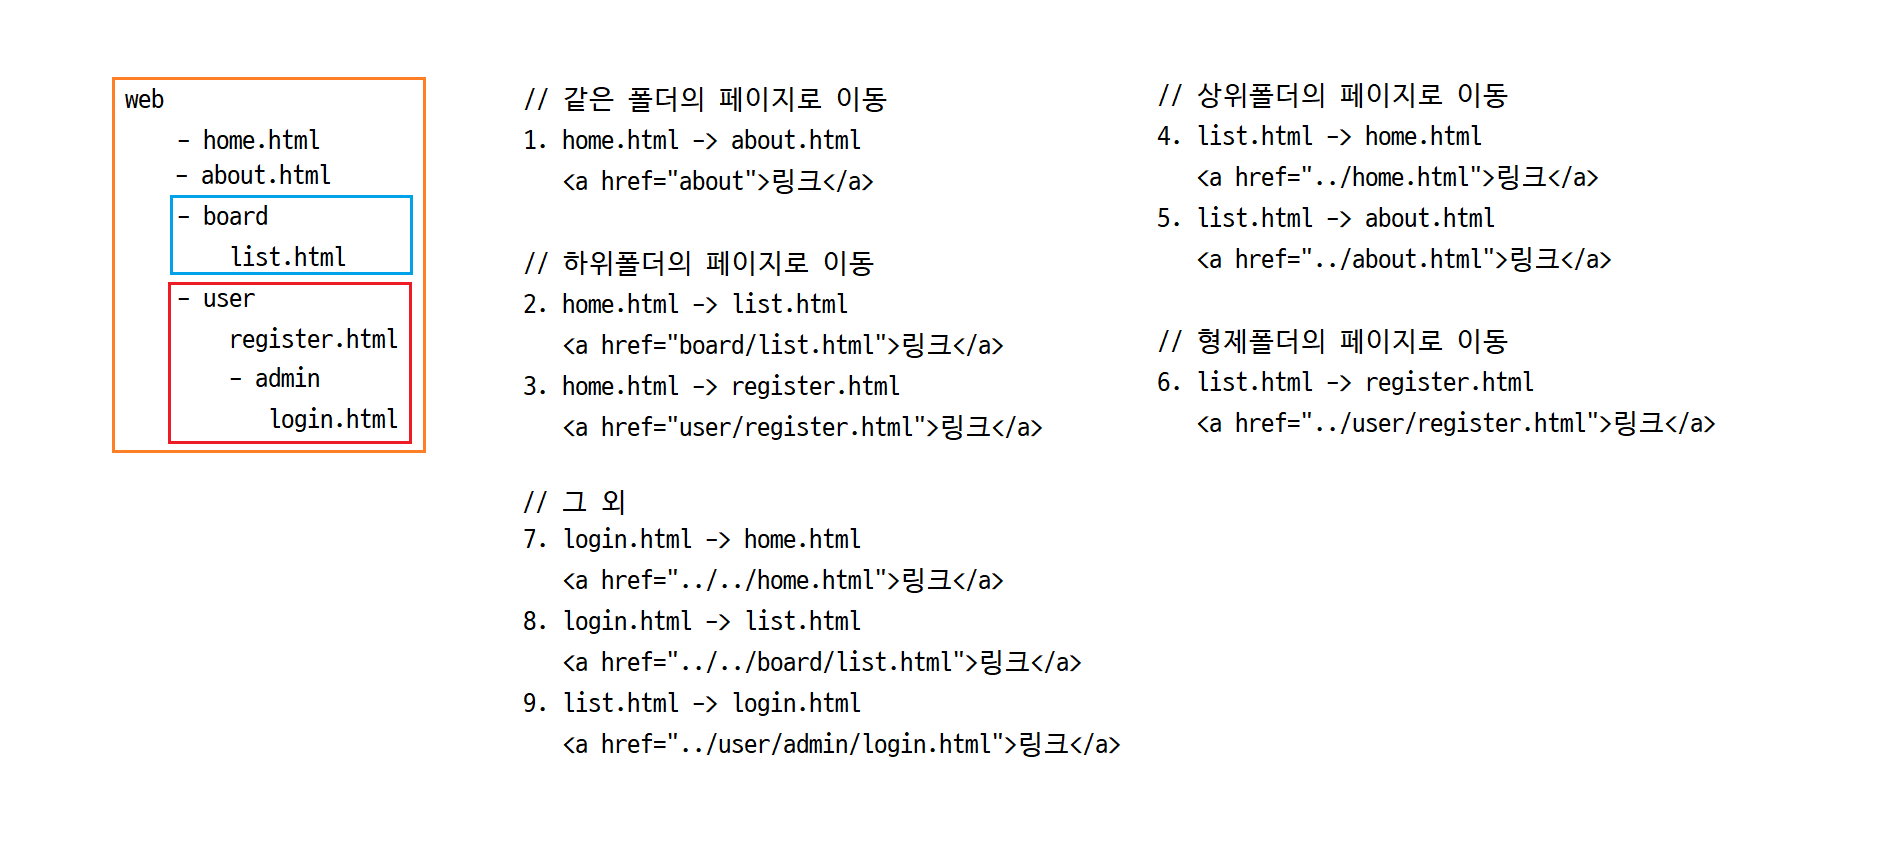 web
- home.html
- about.html
- board
list.html
- user
register.html
- admin
login.html
// 같은 폴더의 페이지로 이동
1. home.html -> about.html
<a href="about">링크</a>
// 하위폴더의 페이지로 이동
2. home.html -> list.html
<a href="board/list.html">링크</a>
3. home.html -> register.html
<a href="user/register.html">링크</a>
// 그 외
7. login.html -> home.html
<a href="../../home.html">링크</a>
8. login.html -> list.html
<a href="../../board/list.html">링크</a>
9. list.html -> login.html
<a href="../user/admin/login.html">링크</a>
// 상위폴더의 페이지로 이동
4. list.html -> home.html
<a href="../home.html">링크</a>
5. list.html -> about.html
<a href="../about.html">링크</a>
// 형제폴더의 페이지로 이동
6. list.html -> register.html
<a href="../user/register.html">링크</a>